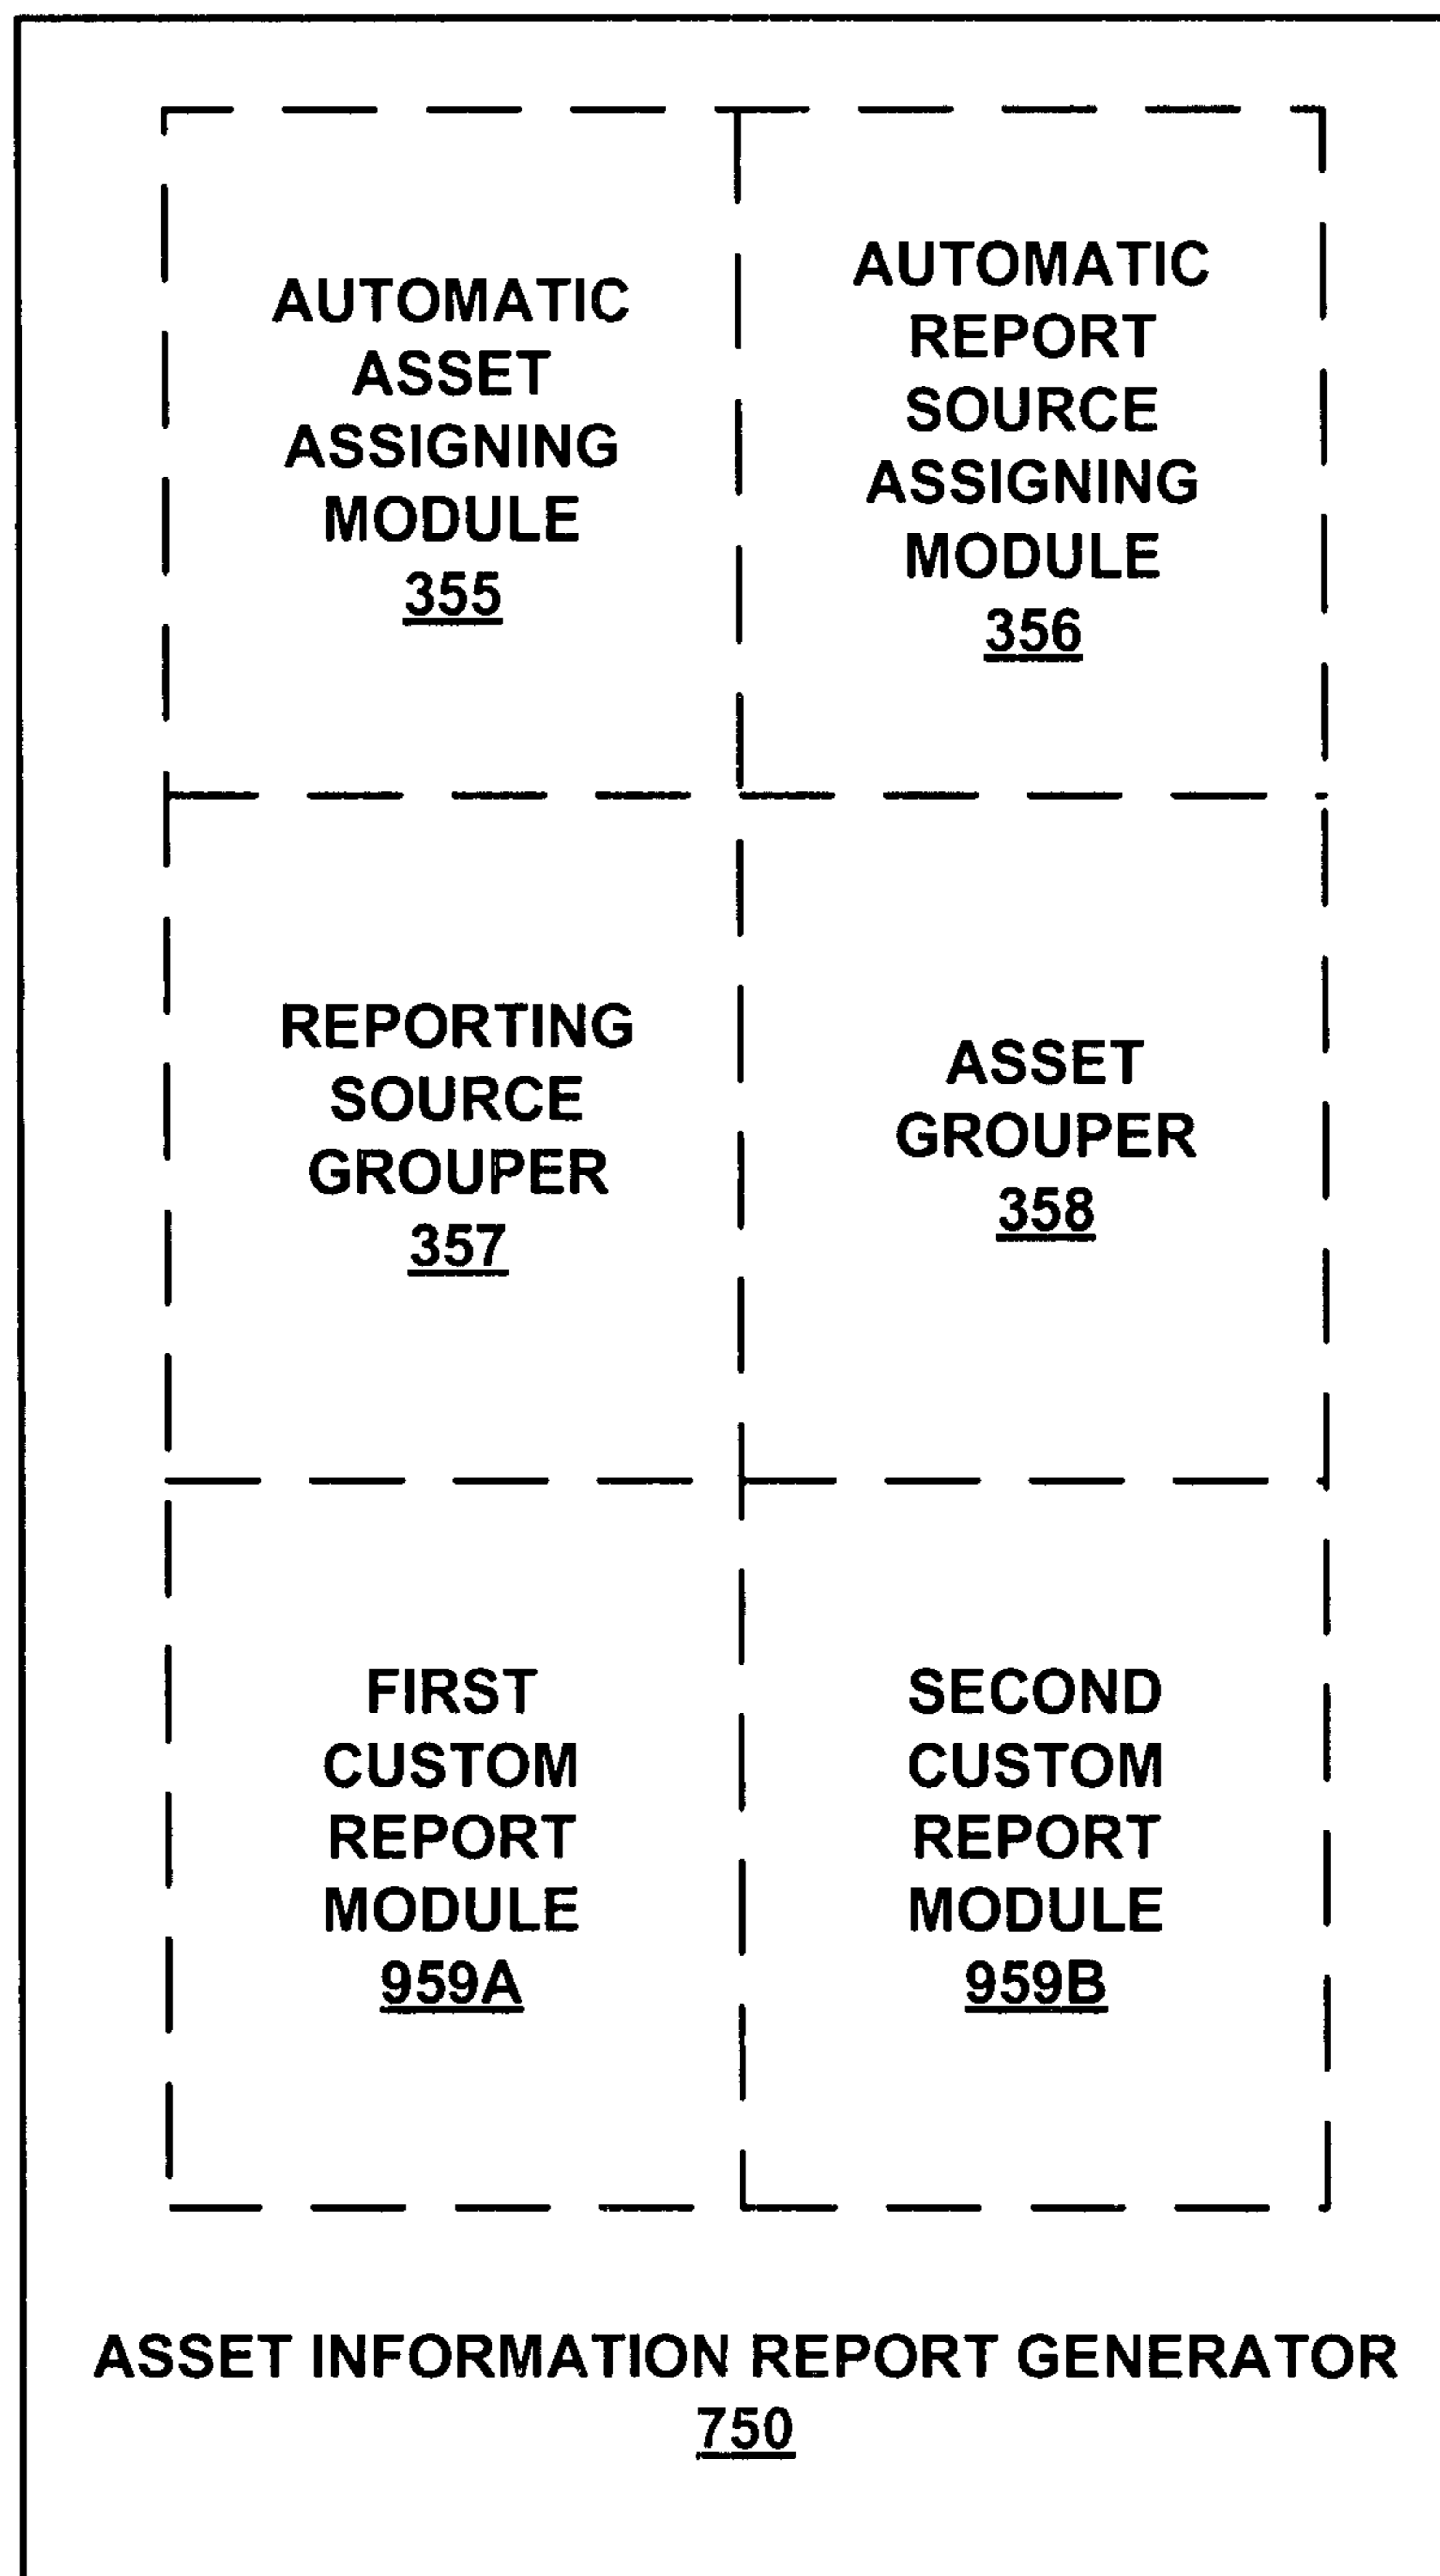 AUTOMATIC
ASSET
ASSIGNING
MODULE
355
AUTOMATIC
REPORT
SOURCE
ASSIGNING
MODULE
356
REPORTING
SOURCE
GROUPER
357
ASSET
GROUPER
358
FIRST
CUSTOM
REPORT
MODULE
959A
SECOND
CUSTOM
REPORT
MODULE
959B
ASSET INFORMATION REPORT GENERATOR
750